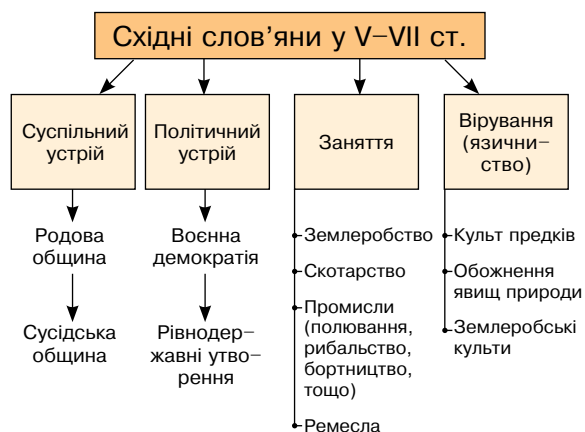 Східні слов’яни у V–VII ст.
Суспільний
устрій
Політичний
устрій
Заняття
Вірування
(язични–
ство)
Родова
община
Сусідська
община
Воєнна
демократія
Рівнодер-
жавні утво-
рення
Землеробство
Скотарство
Промисли
(полювання,
рибальство,
бортництво,
тощо)
Ремесла
Культ предків
Обожнення
явищ природи
Землеробські
культи